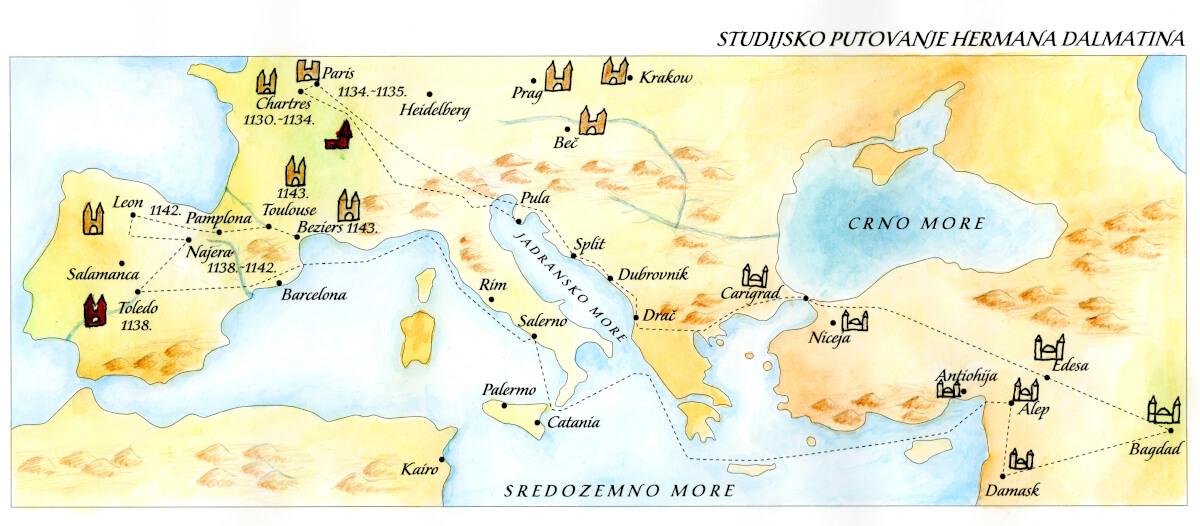 STUDIJSKO PUTOVANJE HERMANA DALMATINA
Paris
1134.-1135.
Chartres
1130.-1134.
Heidelberg
Prag
Krakow
Beč
1143.
Toulouse
Beziers 1143.
Leon
1142.
Pamplona
Najera
1138.-1142.
Salamanca
Toledo
1138.
Barcelona
Pula
Split
Dubrovnik
Drač
JADRANSKO MORE
Rim
Salerno
Palermo
Catania
Kairo
CRNO MORE
Carigrad
Niceja
Antiohija
Edesa
Alep
Bagdad
Damask
SREDOZEMNO MORE